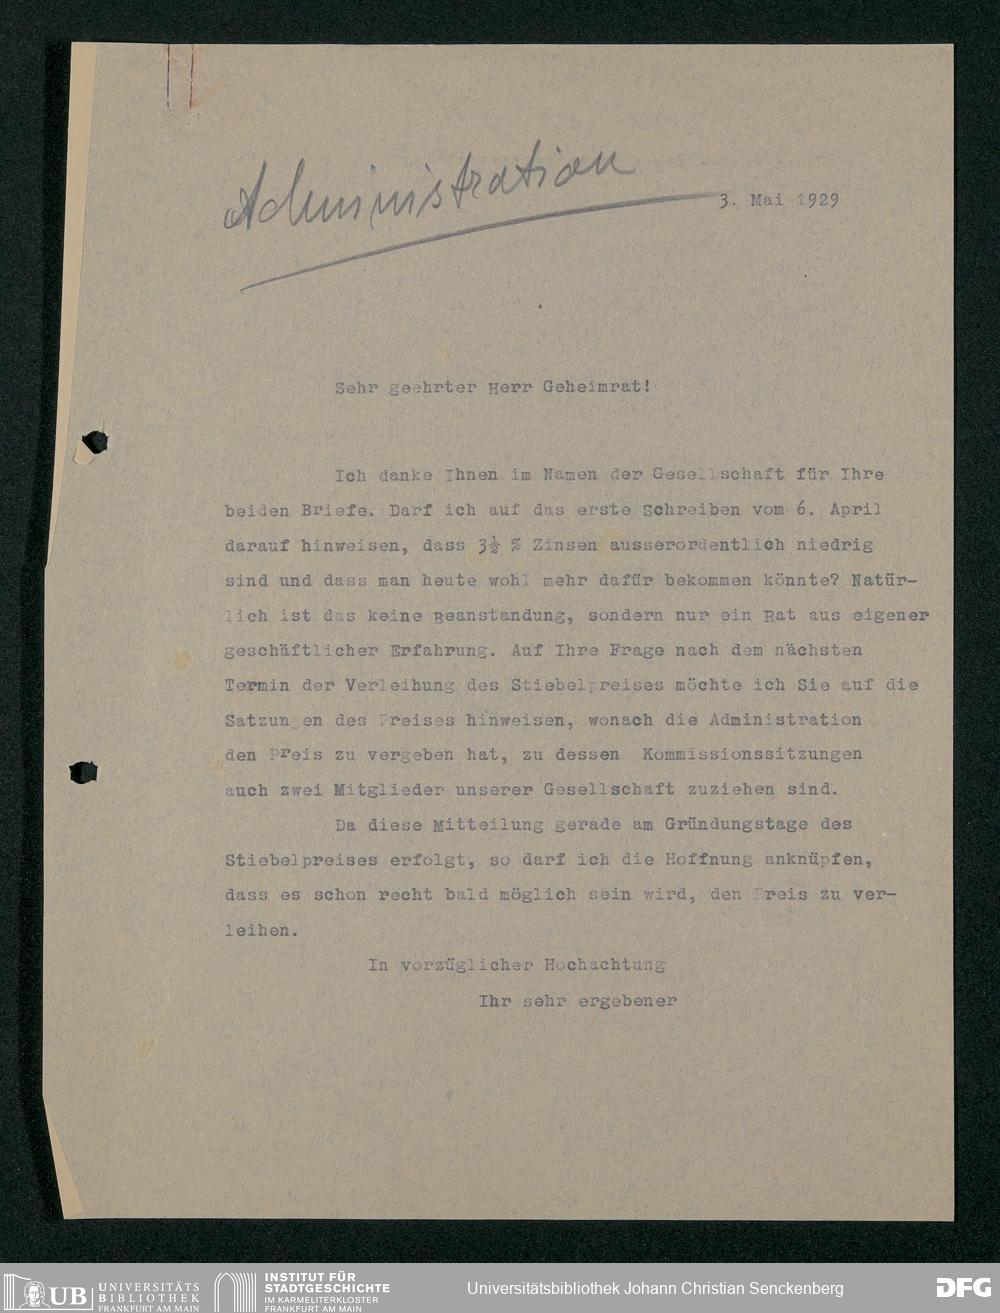 Administration
3. Mai 1929
Sehr geehrter Herr Geheimrat!
Ich danke Ihnen im Namen der Gesellschaft für Ihre
beiden Briefe. Darf ich auf das erste Schreiben vom 6. April
darauf hinweisen, dass 3½ % Zinsen ausserordentlich niedrig
sind und dass man heute wohl mehr dafür bekommen könnte? Natür-
lich ist das keine Beanstandung, sondern nur ein Rat aus eigener
geschäftlicher Erfahrung. Auf Ihre Frage nach dem nächsten
Termin der Verleihung des Stiebelpreises möchte ich Sie auf die
Satzungen des Preises hinweisen, wonach die Administration
den Preis zu vergeben hat, zu dessen Kommissionssitzungen
auch zwei Mitglieder unserer Gesellschaft zuziehen sind.
Da diese Mitteilung gerade am Gründungstage des
Stiebelpreises erfolgt, so darf ich die Hoffnung anknüpfen,
dass es schon recht bald möglich sein wird, den Preis zu ver-
leihen.
In vorzüglicher Hochachtung
Ihr sehr ergebener
UB UNIVERSITÄTS
BIBLIOTHEK
FRANKFURT AM MAIN
INSTITUT FÜR
STADTGESCHICHTE
IM KARMELITERKLOSTER
FRANKFURT AM MAIN
Universitätsbibliothek Johann Christian Senckenberg
DFG